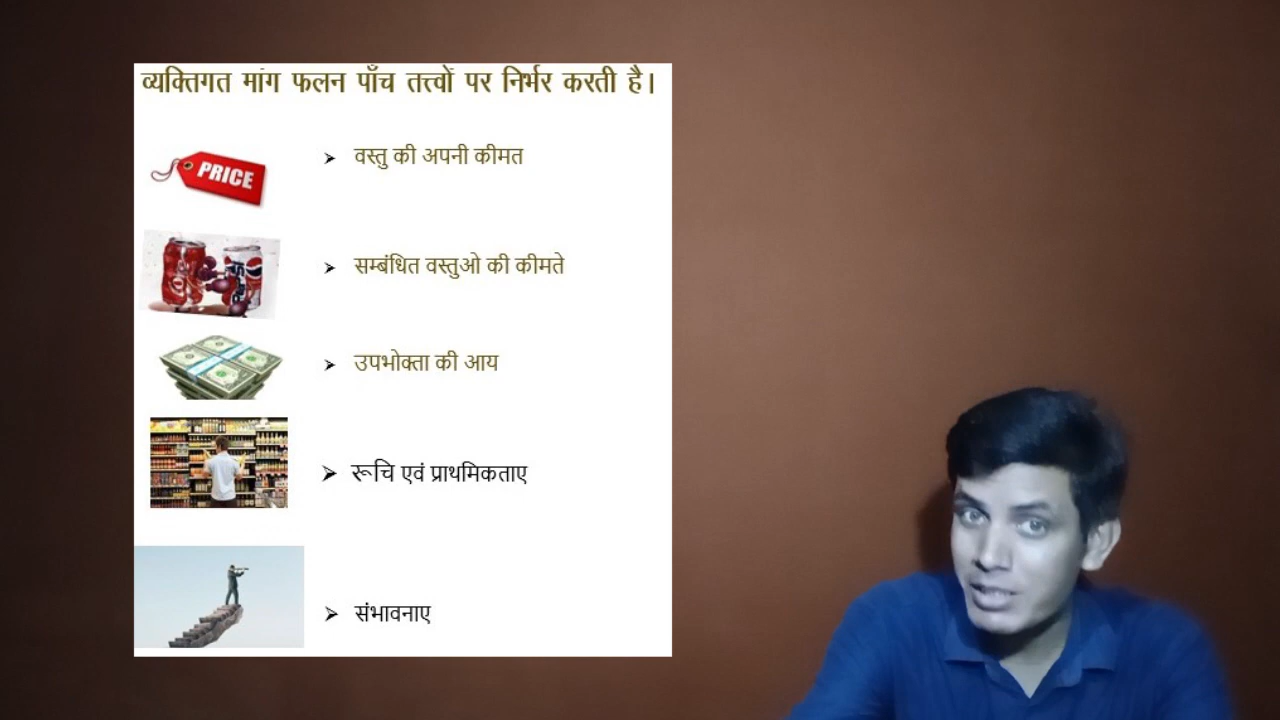 व्यक्तिगत मांग फलन पाँच तत्त्वों पर निर्भर करती है।
PRICE
➢ वस्तु की अपनी कीमत
➢ सम्बंधित वस्तुओ की कीमते
PEPSI
➢ उपभोक्ता की आय
➢ रूचि एवं प्राथमिकताए
➢ संभावनाए